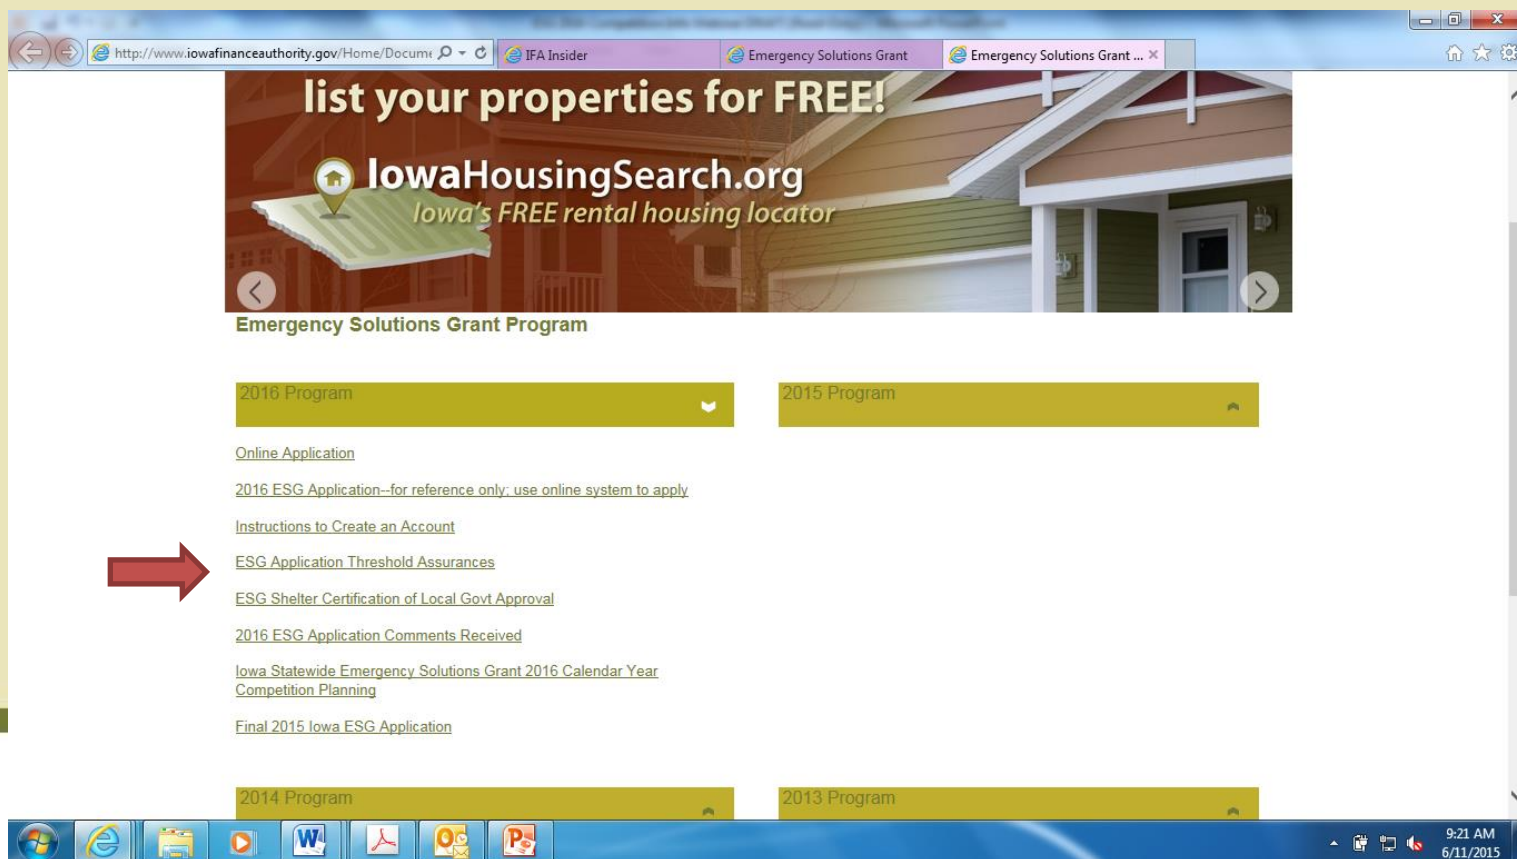 http://www.iowafinanceauthority.gov/Home/Docume
IFA Insider
Emergency Solutions Grant
Emergency Solutions Grant ...
list your properties for FREE!
IowaHousingSearch.org
Iowa's FREE rental housing locator
IOWA
Emergency Solutions Grant Program
2016 Program
2015 Program
Online Application
2016 ESG Application--for reference only; use online system to apply
Instructions to Create an Account
ESG Application Threshold Assurances
ESG Shelter Certification of Local Govt Approval
2016 ESG Application Comments Received
Iowa Statewide Emergency Solutions Grant 2016 Calendar Year
Competition Planning
Final 2015 Iowa ESG Application
2014 Program
2013 Program
9:21 AM
6/11/2015